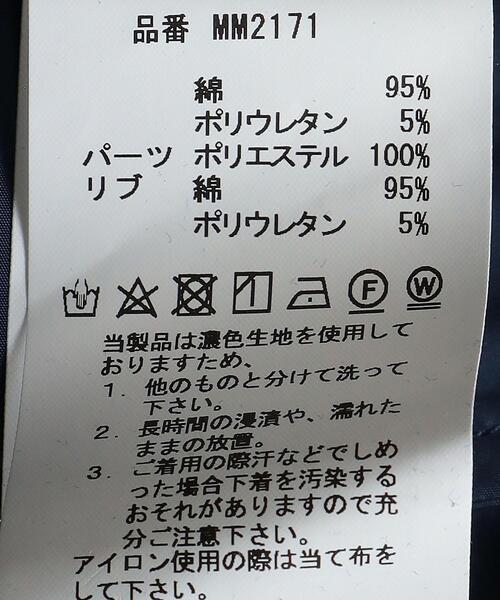 品番 MM2171
綿 95%
ポリウレタン 5%
パーツ ポリエステル 100%
リブ 綿 95%
ポリウレタン 5%
F W
当製品は濃色生地を使用して
おりますため、
1. 他のものと分けて洗って
下さい。
2. 長時間の浸漬や、濡れた
ままの放置。
3. ご着用の際汗などでしめ
った場合下着を汚染する
おそれがありますので充
分ご注意下さい。
アイロン使用の際は当て布を
して下さい。